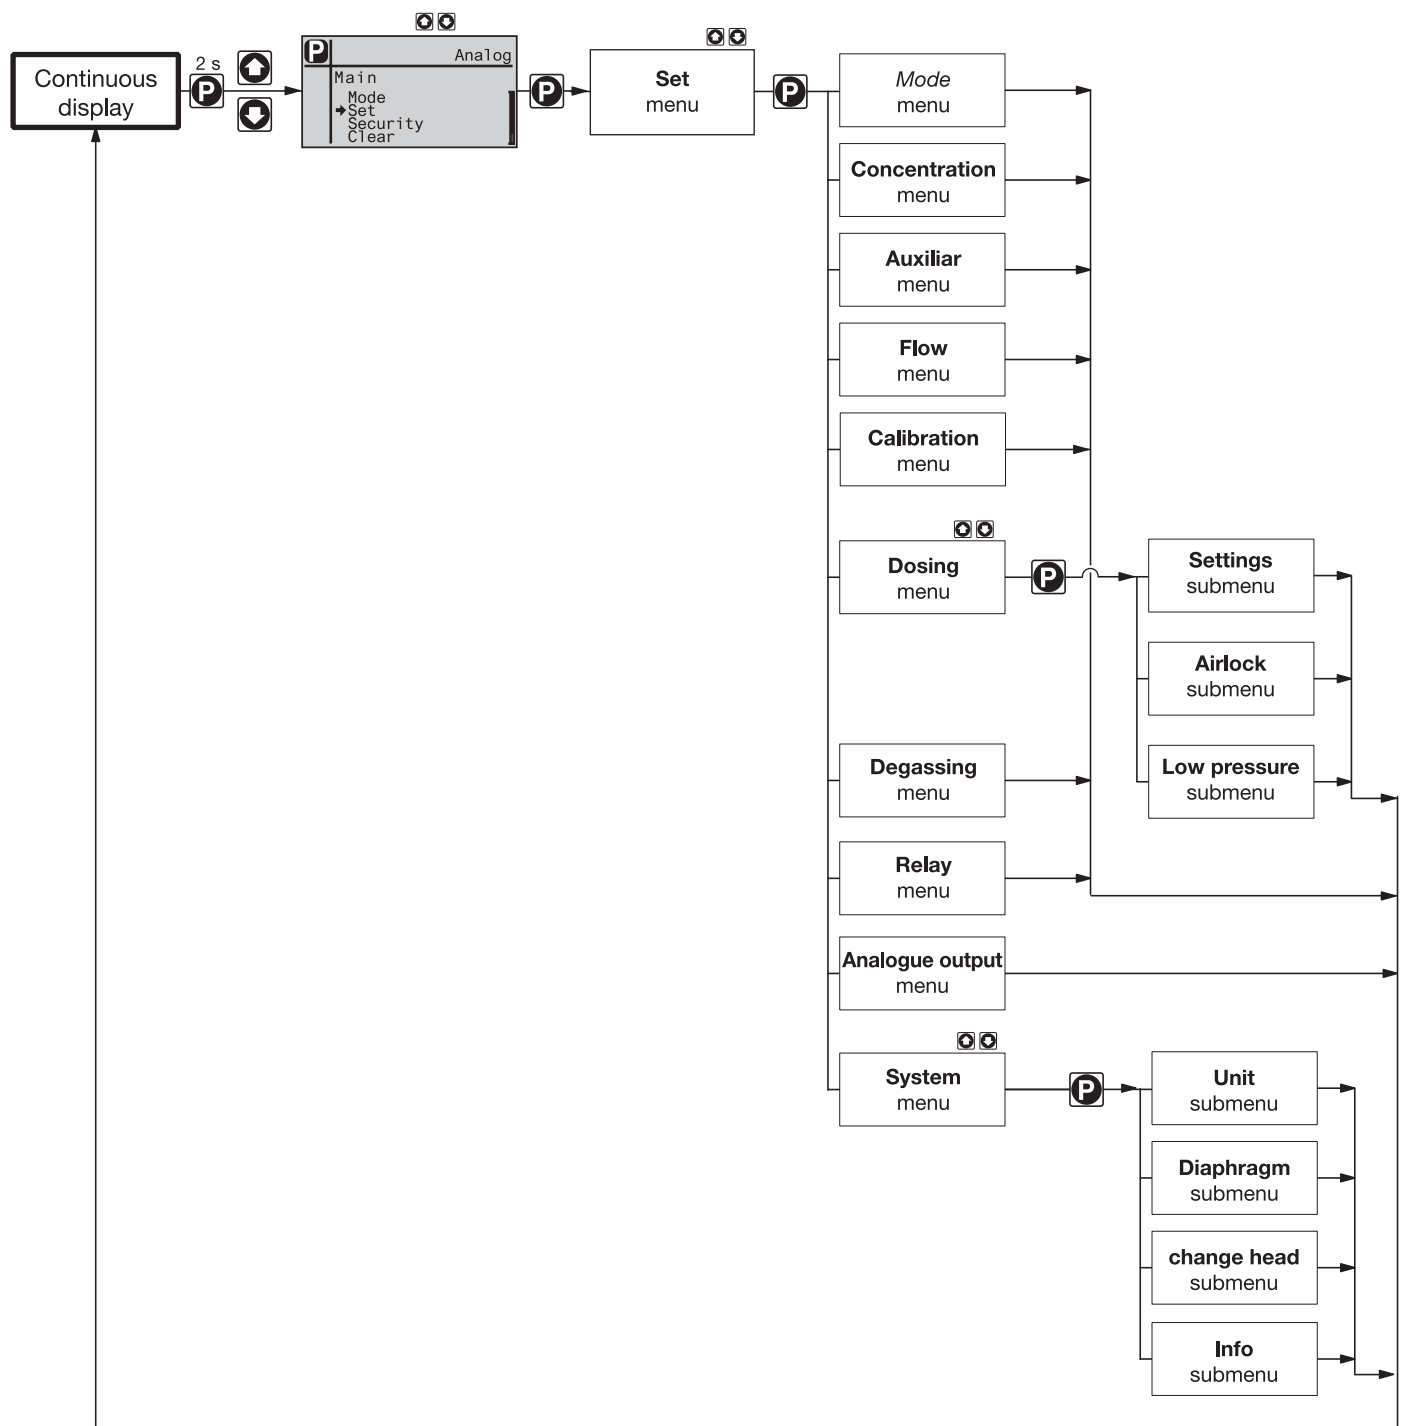 Continuous
display
2 s
P
P
Analog
Main
Mode
Set
Security
Clear
P
Set
menu
P
Mode
menu
Concentration
menu
Auxiliar
menu
Flow
menu
Calibration
menu
Dosing
menu
P
Settings
submenu
Airlock
submenu
Low pressure
submenu
Degassing
menu
Relay
menu
Analogue output
menu
System
menu
P
Unit
submenu
Diaphragm
submenu
change head
submenu
Info
submenu